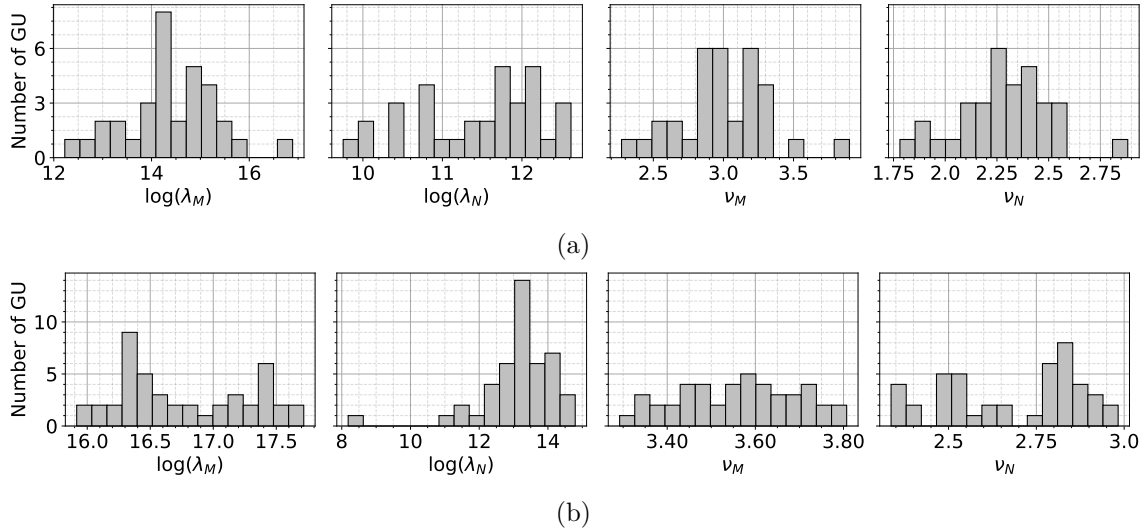 Number of GU
6
3
0
12 14 16
log(λ_M)
10 11 12
log(λ_N)
2.5 3.0 3.5
ν_M
1.75 2.0 2.25 2.5 2.75
ν_N
(a)
Number of GU
10
5
0
16.0 16.5 17.0 17.5
log(λ_M)
8 10 12 14
log(λ_N)
3.40 3.60 3.80
ν_M
2.5 2.75 3.0
ν_N
(b)